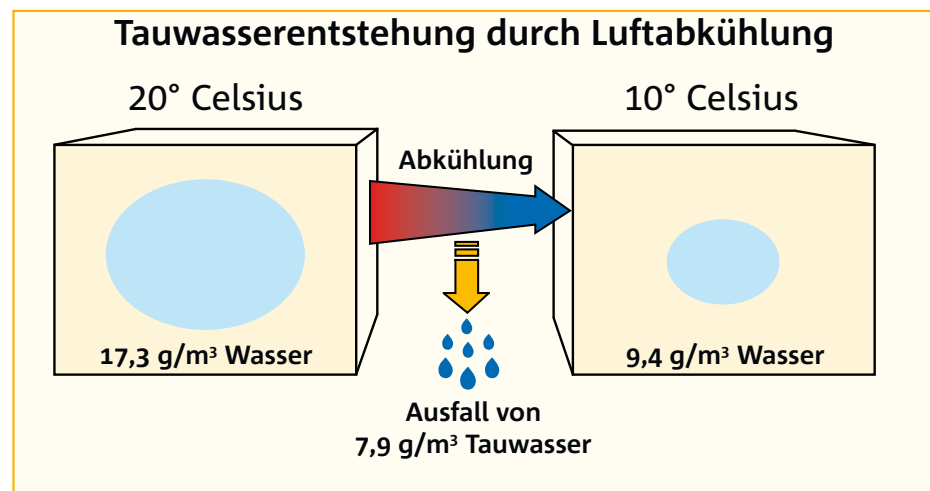 Tauwasserentstehung durch Luftabkühlung
20° Celsius
10° Celsius
Abkühlung
17,3 g/m³ Wasser
9,4 g/m³ Wasser
Ausfall von
7,9 g/m³ Tauwasser